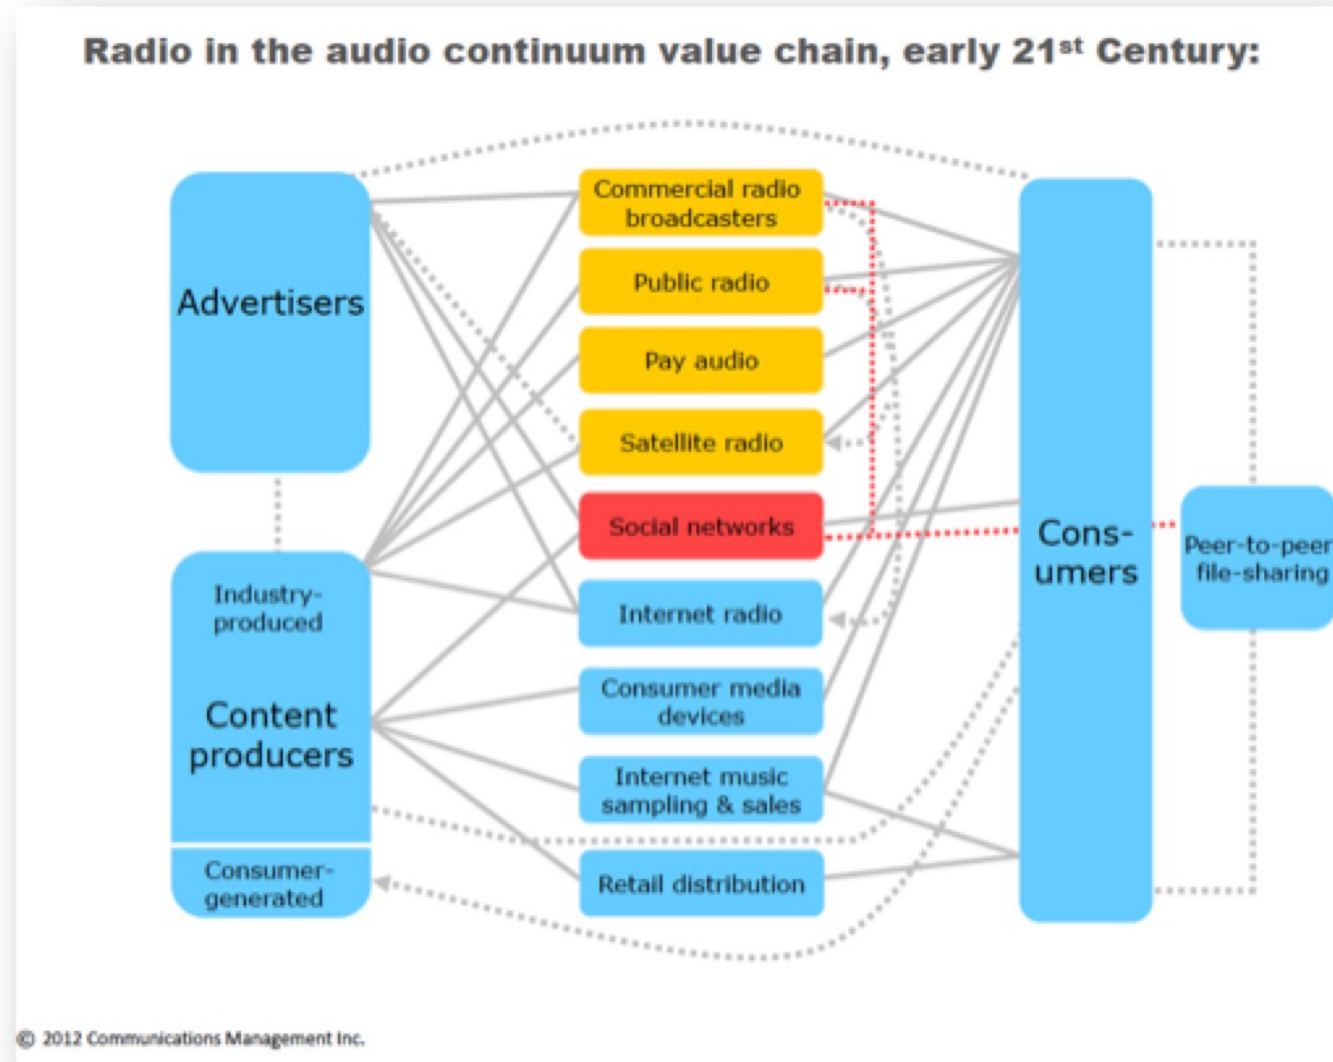 Radio in the audio continuum value chain, early 21st Century:
Advertisers
Industry-
produced
Content
producers
Consumer-
generated
Commercial radio
broadcasters
Public radio
Pay audio
Satellite radio
Social networks
Internet radio
Consumer media
devices
Internet music
sampling & sales
Retail distribution
Cons-
umers
Peer-to-peer
file-sharing
© 2012 Communications Management Inc.